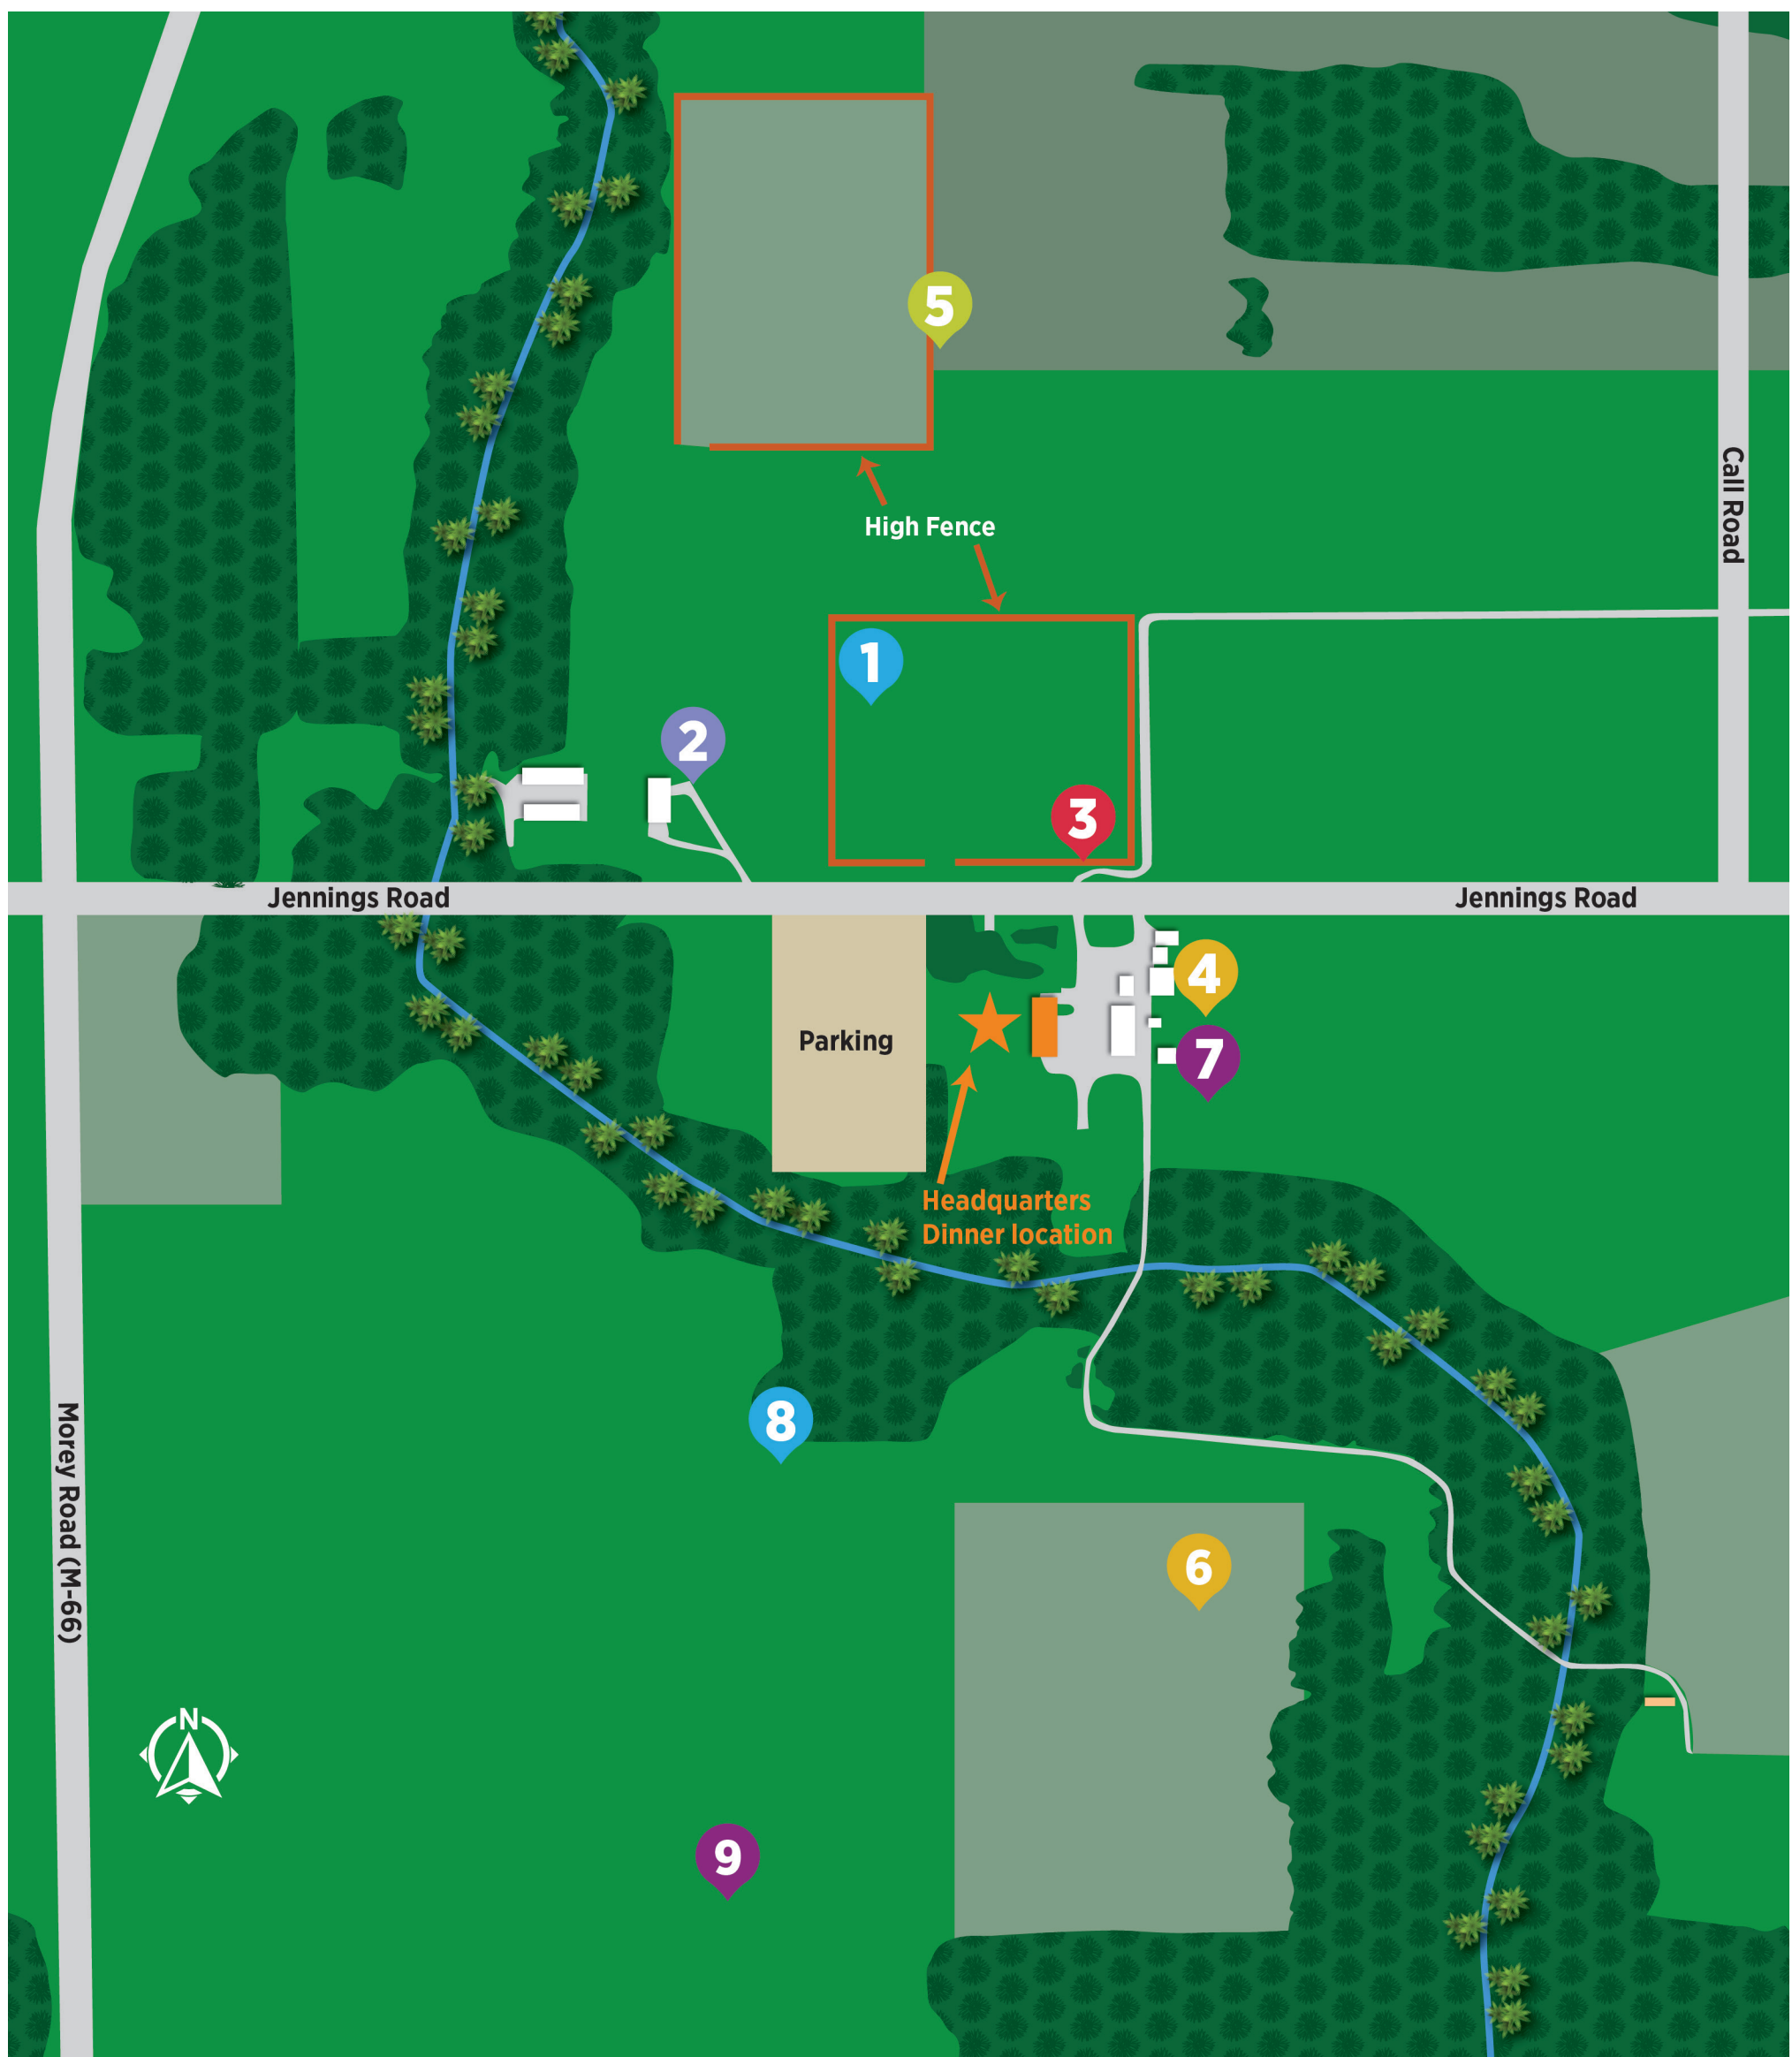 5
Call Road
High Fence
1
2
3
Jennings Road
Jennings Road
4
Parking
7
Headquarters
Dinner location
8
Morey Road (M-66)
6
N
9